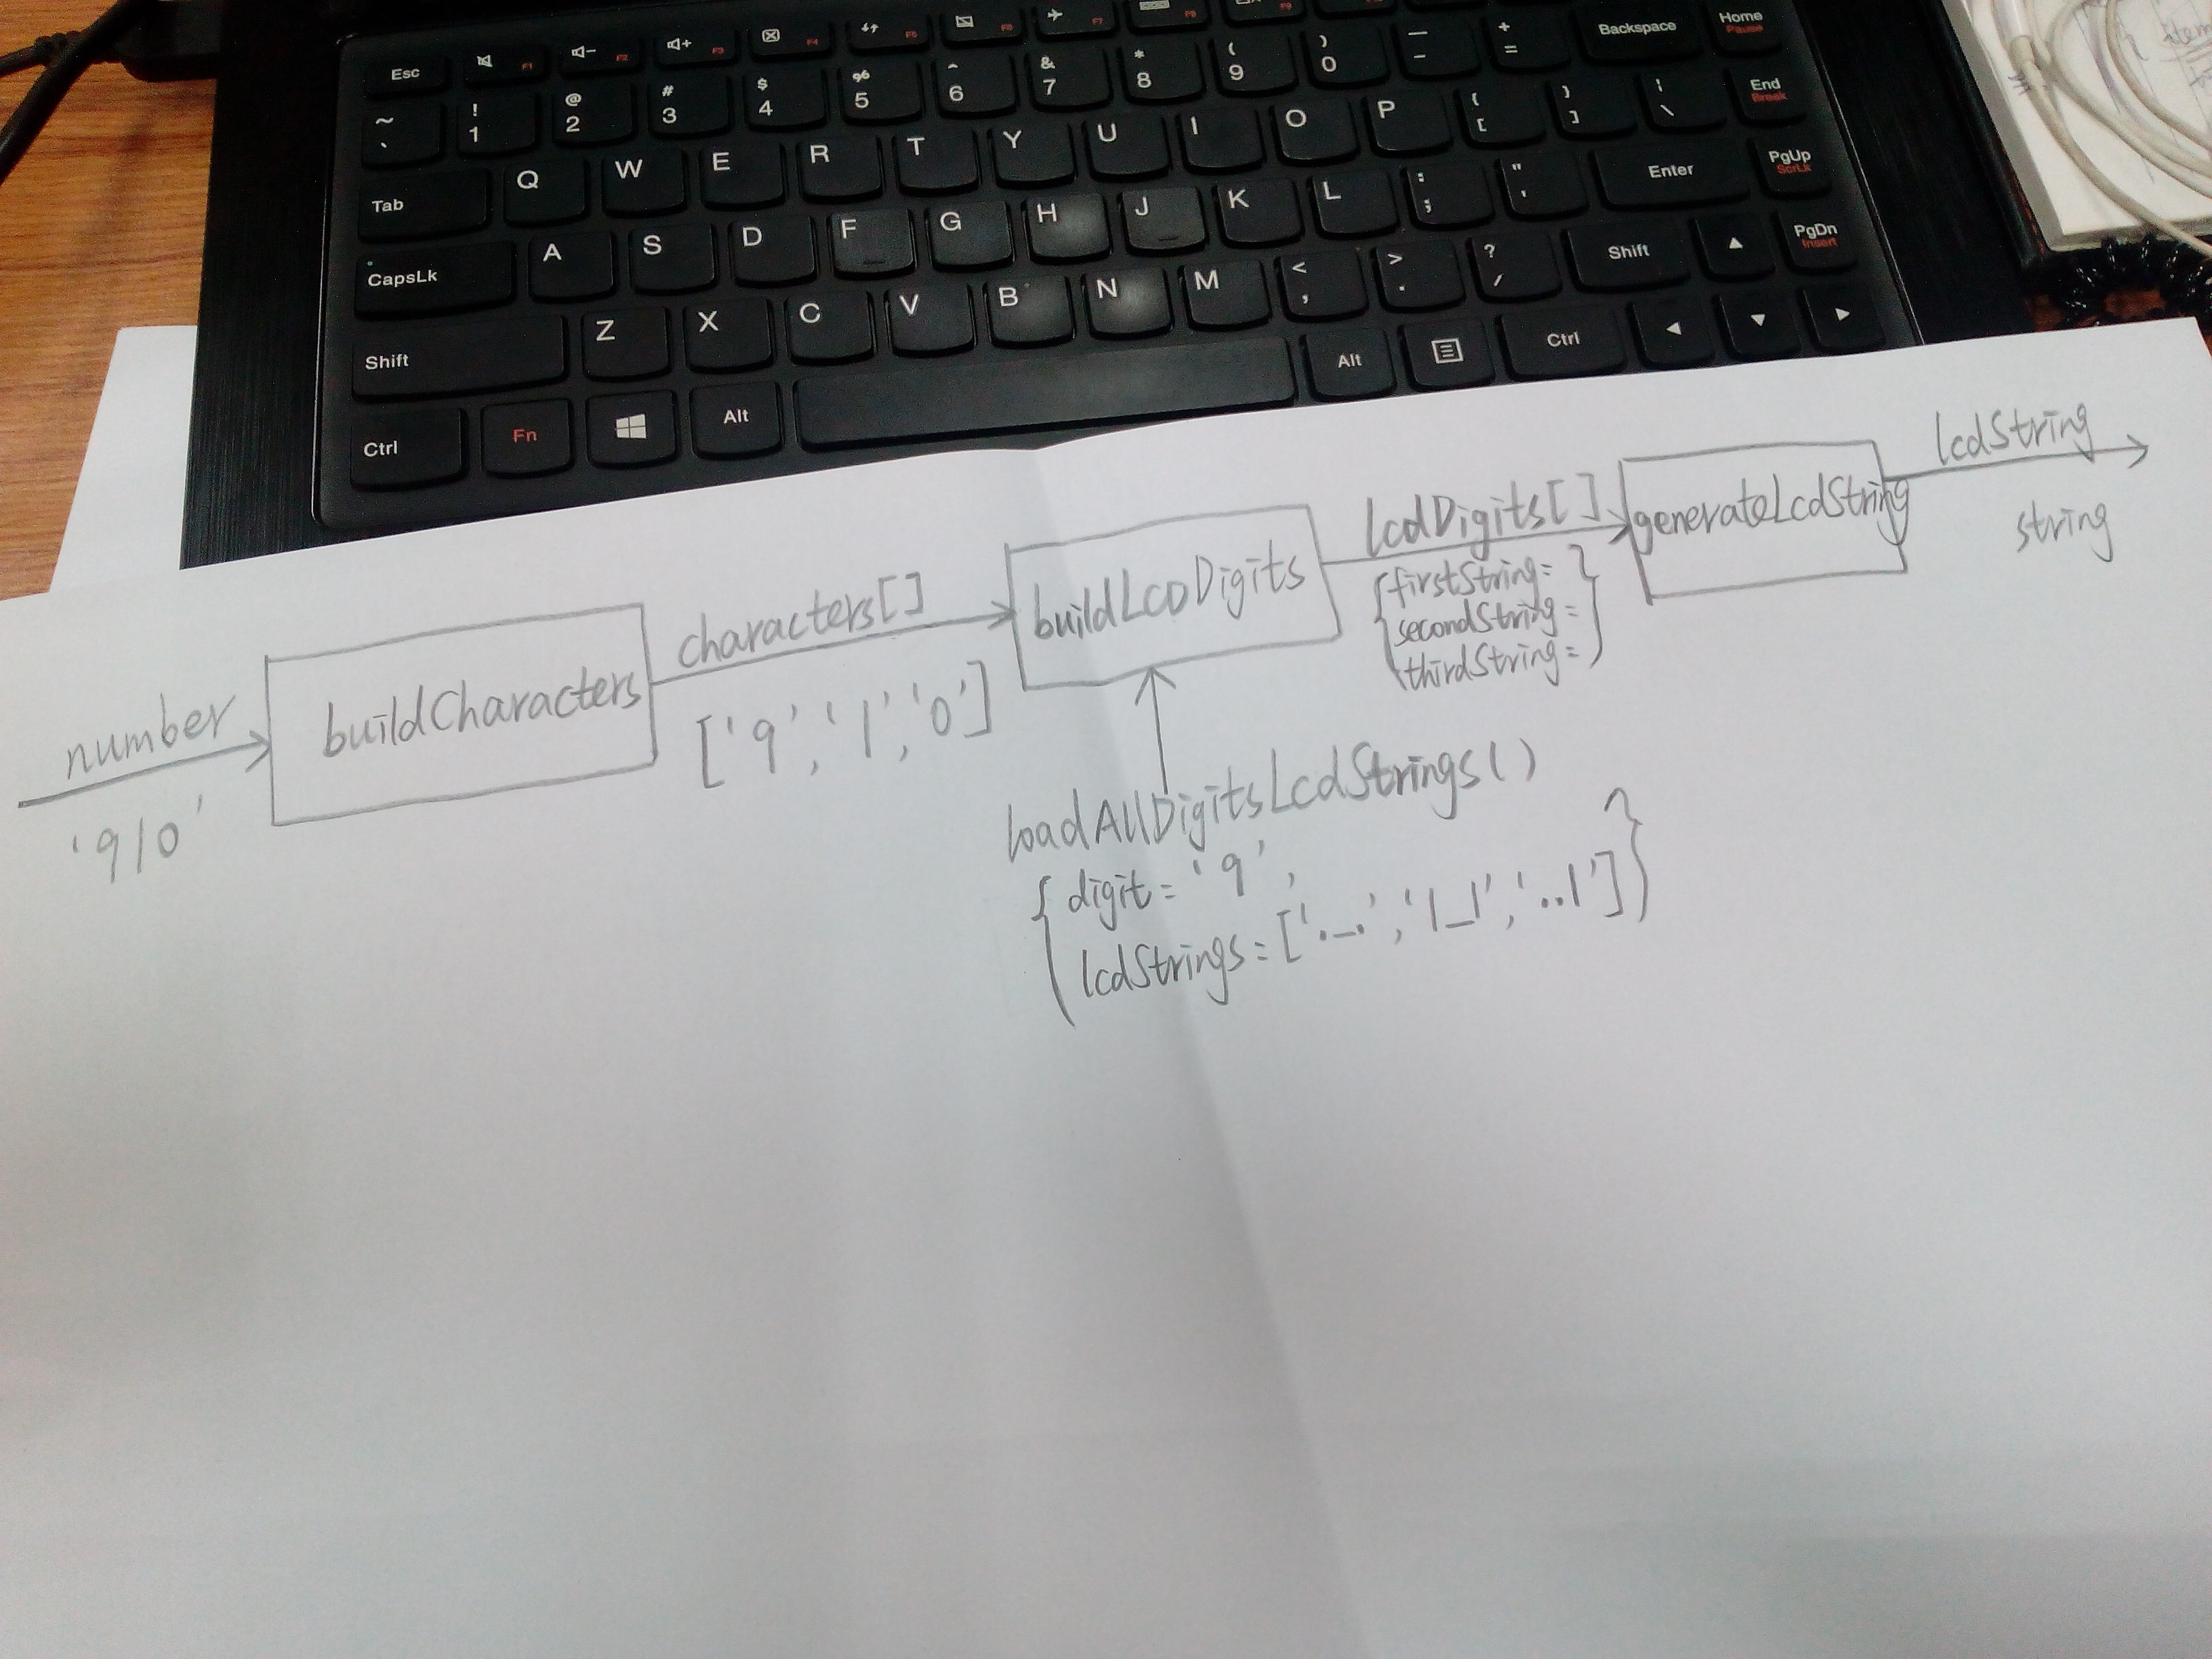 Esc F1 F2 F3 F4 F5 F6 F7 F8 F9 Backspace Home Pause
~ ` ! 1 @ 2 # 3 $ 4 % 5 ^ 6 & 7 * 8 ( 9 ) 0 — - + = End Break
Tab Q W E R T Y U I O P { [ } ] | \ PgUp ScrLk
CapsLk A S D F G H J K L : ; " ' Enter PgDn Insert
Shift Z X C V B N M < , > . ? / Shift
Ctrl Fn Alt Alt Ctrl
number
'910'
buildCharacters
characters[]
['9','1','0']
buildLcdDigits
lcdDigits[]
{firstString=
secondString=
thirdString=}
generateLcdString
lcdString
string
loadAllDigitsLcdStrings()
{digit='9',
lcdStrings=['._.','|_|','..|']}